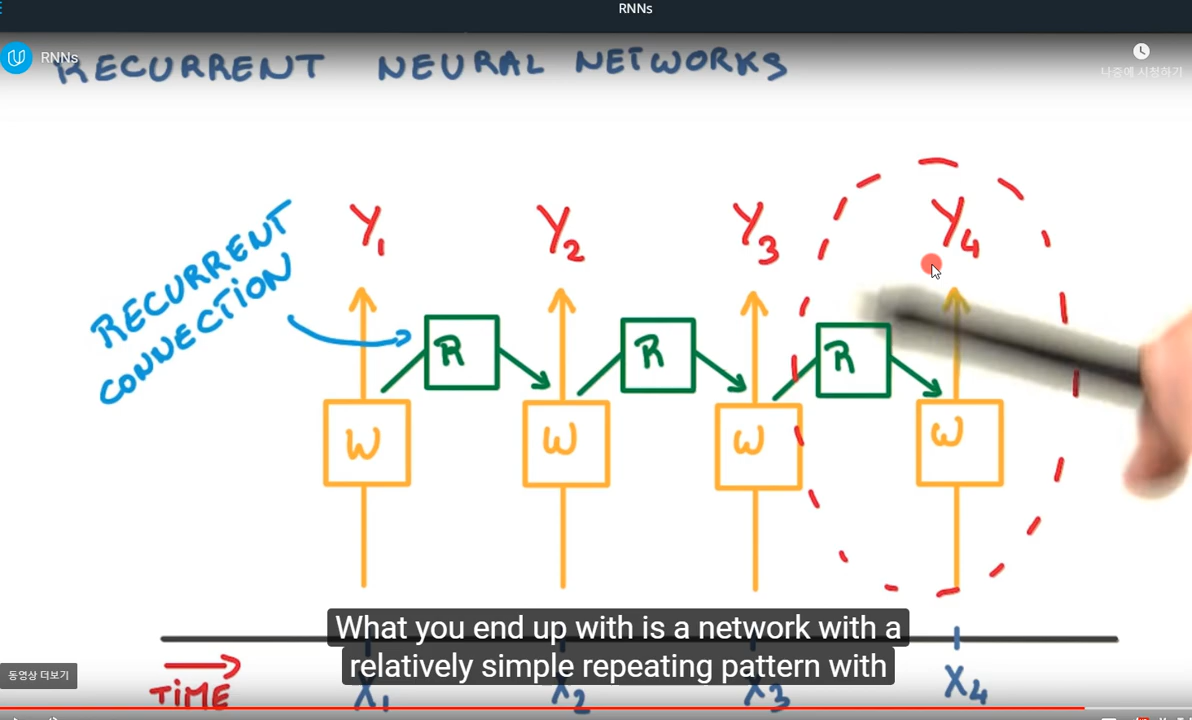 RNNs
RNNs
나중에 시청하기
RECURRENT NEURAL NETWORKS
Y1
Y2
Y3
Y4
RECURRENT
CONNECTION
R
R
R
W
W
W
W
What you end up with is a network with a
relatively simple repeating pattern with
동영상 더보기
TIME
X1
X2
X3
X4